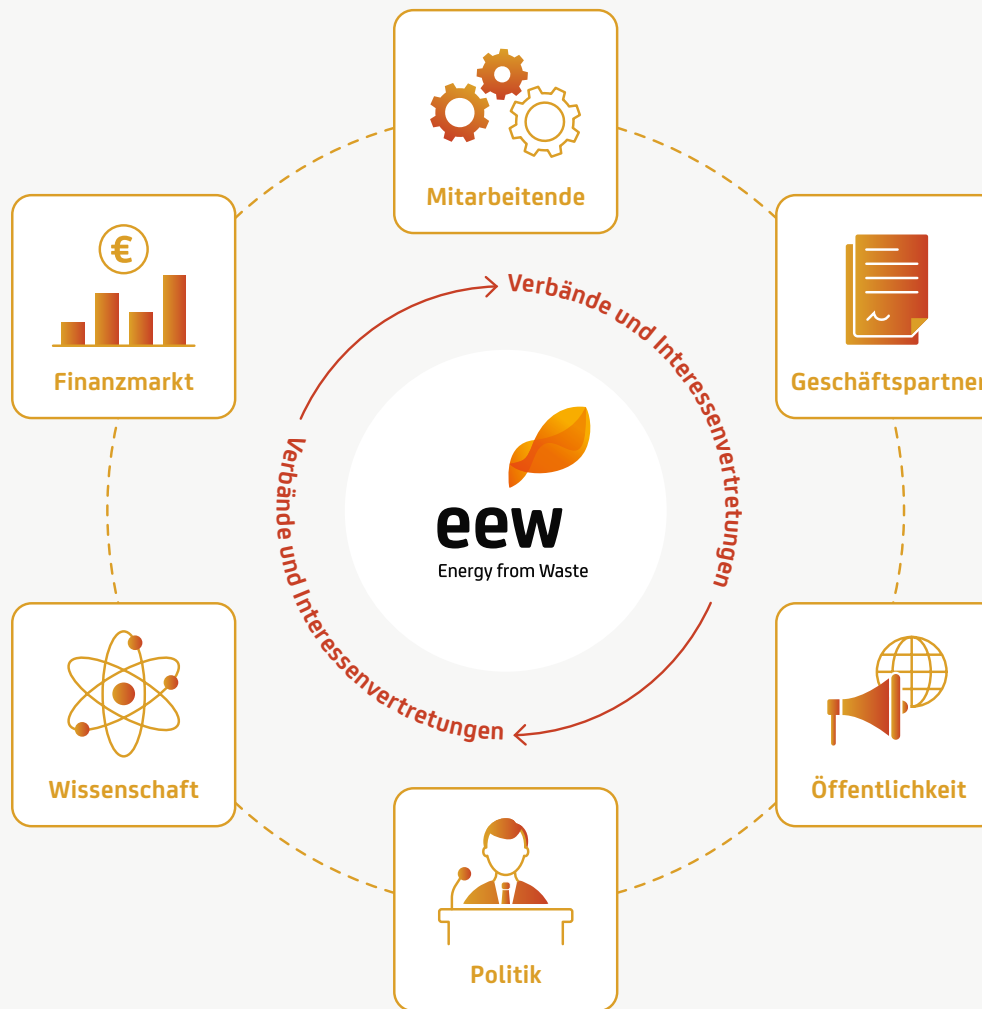 Mitarbeitende
€
Finanzmarkt
Geschäftspartner
Verbände und Interessenvertretungen
Verbände und Interessenvertretungen
eew
Energy from Waste
Wissenschaft
Öffentlichkeit
Politik